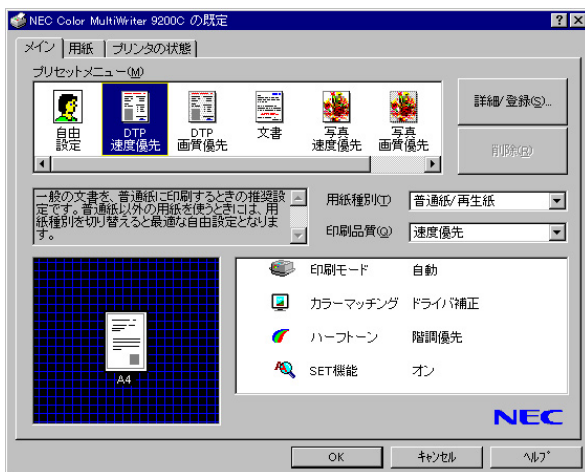 NEC Color MultiWriter 9200C の既定
メイン 用紙 プリンタの状態
プリセットメニュー(M)
自由
設定
DTP
速度優先
DTP
画質優先
文書
写真
速度優先
写真
画質優先
詳細/登録(S)...
削除(R)
一般の文書を、普通紙に印刷するときの推奨設
定です。普通紙以外の用紙を使うときには、用
紙種別を切り替えると最適な自由設定となりま
す。
用紙種別(T) 普通紙/再生紙
印刷品質(Q) 速度優先
A4
印刷モード 自動
カラーマッチング ドライバ補正
ハーフトーン 階調優先
SET機能 オン
NEC
OK キャンセル ヘルプ